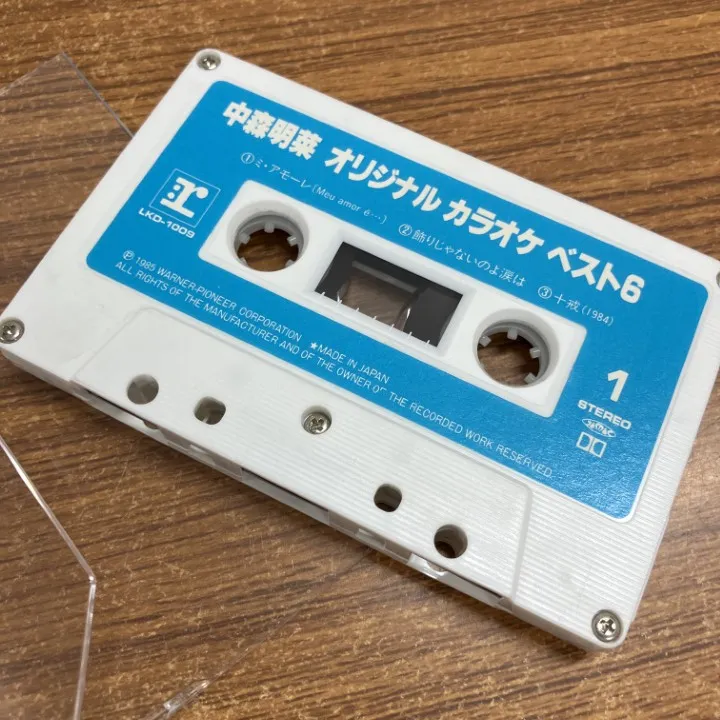 中森明菜 オリジナル カラオケ ベスト6
①ミ・アモーレ(Meu amor é…)
②飾りじゃないのよ涙は
③十戒(1984)
r
LKD-1009
1
STEREO
Ⓟ1985 WARNER-PIONEER CORPORATION ★MADE IN JAPAN
ALL RIGHTS OF THE MANUFACTURER AND OF THE OWNER OF THE RECORDED WORK RESERVED